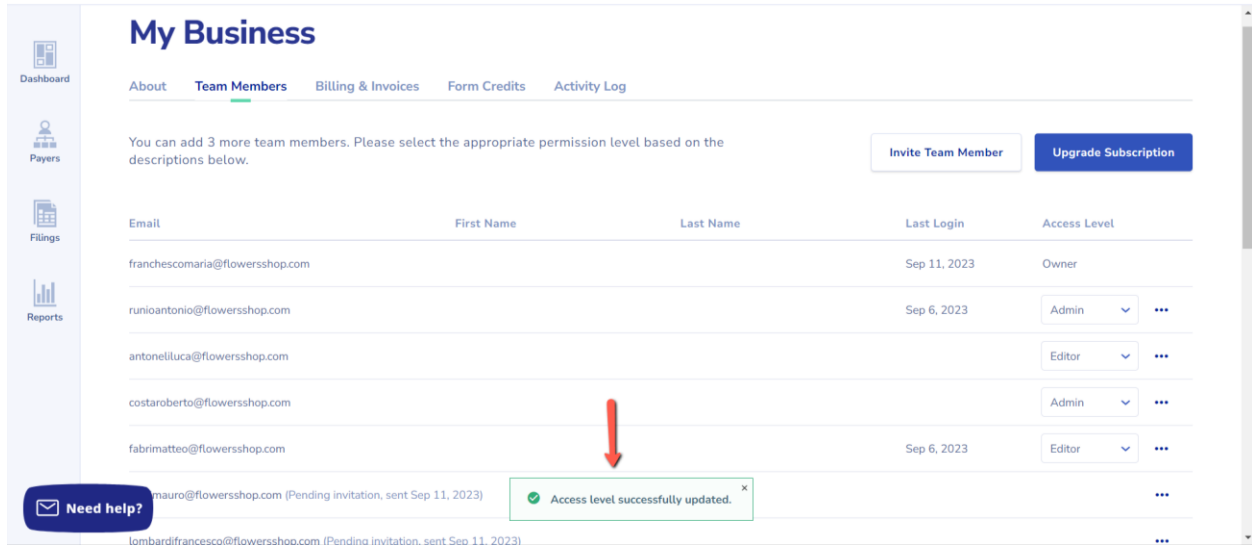 My Business
Dashboard
About Team Members Billing & Invoices Form Credits Activity Log
Payers
You can add 3 more team members. Please select the appropriate permission level based on the
descriptions below.
Invite Team Member
Upgrade Subscription
Filings
Email First Name Last Name Last Login Access Level
franchescomaria@flowersshop.com Sep 11, 2023 Owner
Reports
runioantonio@flowersshop.com Sep 6, 2023 Admin
antoneliluca@flowersshop.com Editor
costaroberto@flowersshop.com Admin
fabrimatteo@flowersshop.com Sep 6, 2023 Editor
mauro@flowersshop.com (Pending invitation, sent Sep 11, 2023)
Access level successfully updated.
Need help?
lombardifrancesco@flowersshop.com (Pending invitation, sent Sep 11, 2023)